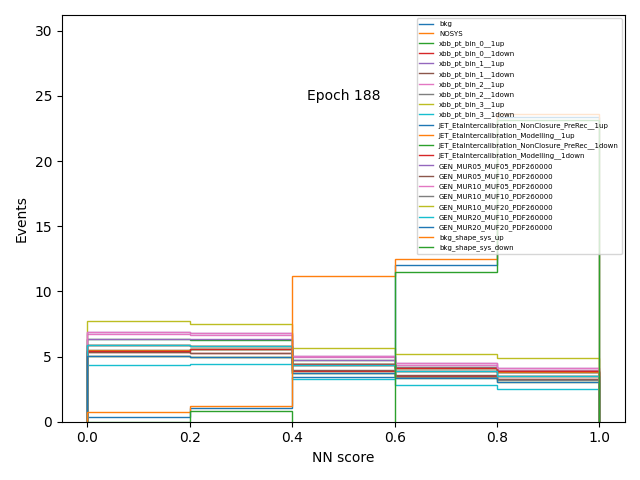 bkg
NOSYS
xbb_pt_bin_0__1up
xbb_pt_bin_0__1down
xbb_pt_bin_1__1up
xbb_pt_bin_1__1down
xbb_pt_bin_2__1up
xbb_pt_bin_2__1down
xbb_pt_bin_3__1up
xbb_pt_bin_3__1down
JET_EtaIntercalibration_NonClosure_PreRec__1up
JET_EtaIntercalibration_Modelling__1up
JET_EtaIntercalibration_NonClosure_PreRec__1down
JET_EtaIntercalibration_Modelling__1down
GEN_MUR05_MUF05_PDF260000
GEN_MUR05_MUF10_PDF260000
GEN_MUR10_MUF05_PDF260000
GEN_MUR10_MUF10_PDF260000
GEN_MUR10_MUF20_PDF260000
GEN_MUR20_MUF10_PDF260000
GEN_MUR20_MUF20_PDF260000
bkg_shape_sys_up
bkg_shape_sys_down
Epoch 188
Events
30
25
20
15
10
5
0
0.0 0.2 0.4 0.6 0.8 1.0
NN score